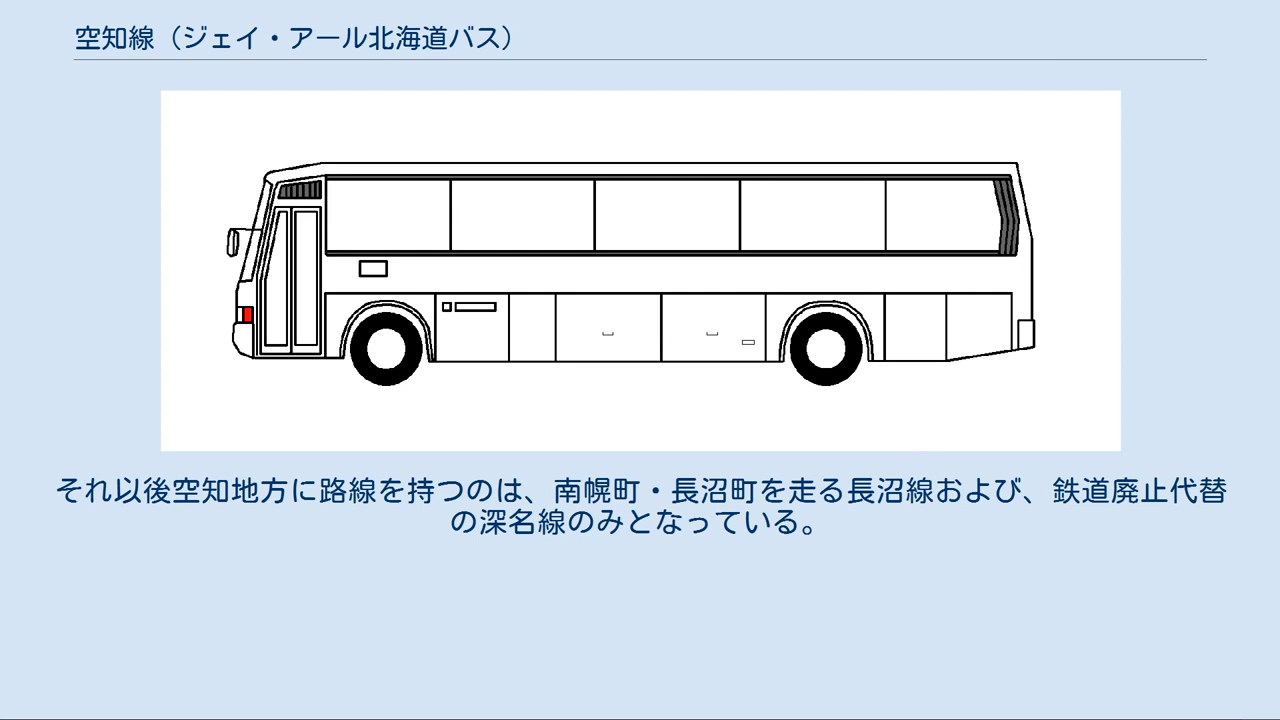 空知線（ジェイ・アール北海道バス）
それ以後空知地方に路線を持つのは、南幌町・長沼町を走る長沼線および、鉄道廃止代替
の深名線のみとなっている。